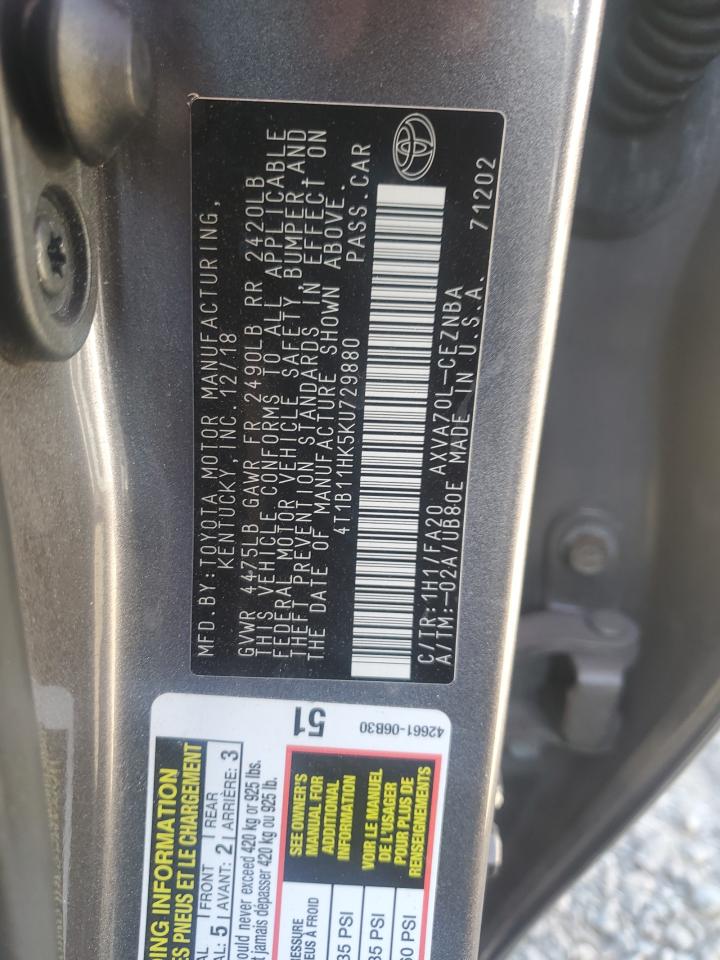 MFD.BY:TOYOTA MOTOR MANUFACTURING,
KENTUCKY, INC. 12/18
GVWR 4475LB GAWR FR 2490LB RR 2420LB
THIS VEHICLE CONFORMS TO ALL APPLICABLE
FEDERAL MOTOR VEHICLE SAFETY, BUMPER AND
THEFT PREVENTION STANDARDS IN EFFECT ON
THE DATE OF MANUFACTURE SHOWN ABOVE.
4T1B11HK5KU729880 PASS.CAR
C/TR:1H1/FA20 AXVA70L-CEZNBA
A/TM:-02A/UB80E MADE IN U.S.A. 71202
51
42661-06B30
INFORMATION
PNEUS ET LE CHARGEMENT
FRONT | REAR
5 | AVANT: 2 | ARRIÈRE: 3
never exceed 420 kg or 925 lbs.
jamais dépasser 420 kg ou 925 lb.
SEE OWNER'S
MANUAL FOR
ADDITIONAL
INFORMATION
VOIR LE MANUEL
DE L'USAGER
POUR PLUS DE
RENSEIGNEMENTS
À FROID
35 PSI
35 PSI
60 PSI